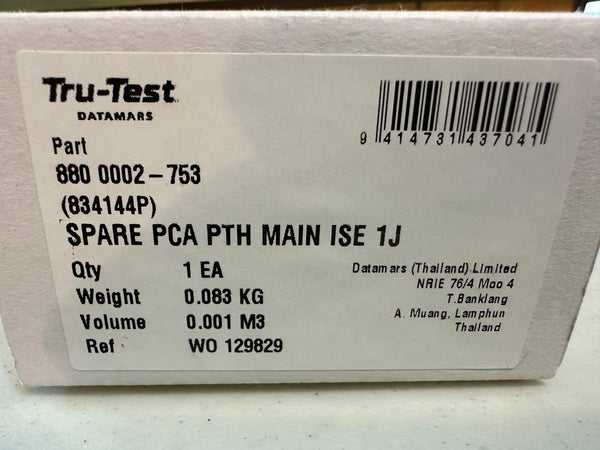 Tru-Test
DATAMARS
9 414731 437041
Part
880 0002-753
(834144P)
SPARE PCA PTH MAIN ISE 1J
Qty 1 EA
Weight 0.083 KG
Volume 0.001 M3
Ref WO 129829
Datamars (Thailand) Limited
NRIE 76/4 Moo 4
T.Banklang
A. Muang, Lamphun
Thailand